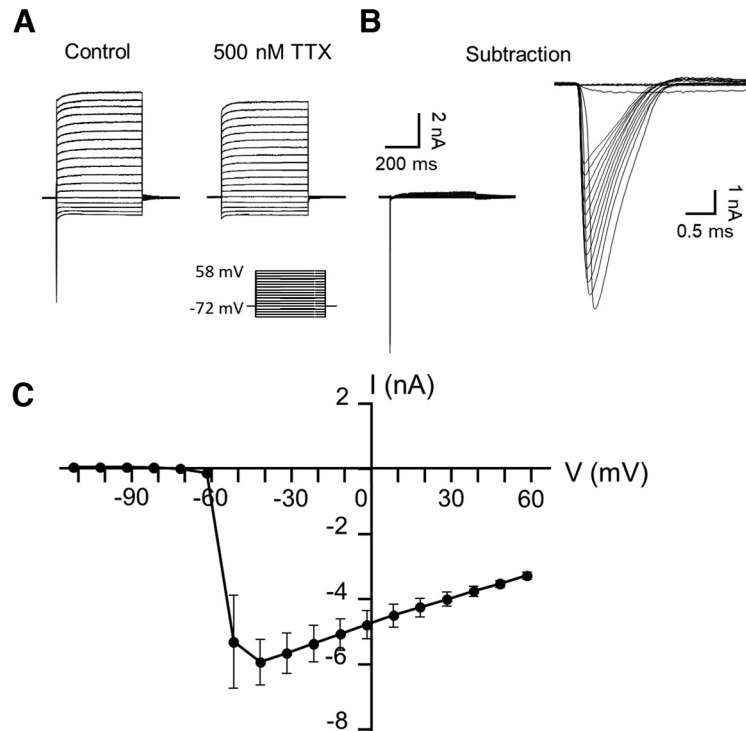 A
Control
500 nM TTX
58 mV
-72 mV
B
Subtraction
2 nA
200 ms
1 nA
0.5 ms
C
I (nA)
V (mV)
2
-90
-60
-30
0
30
60
-2
-4
-6
-8